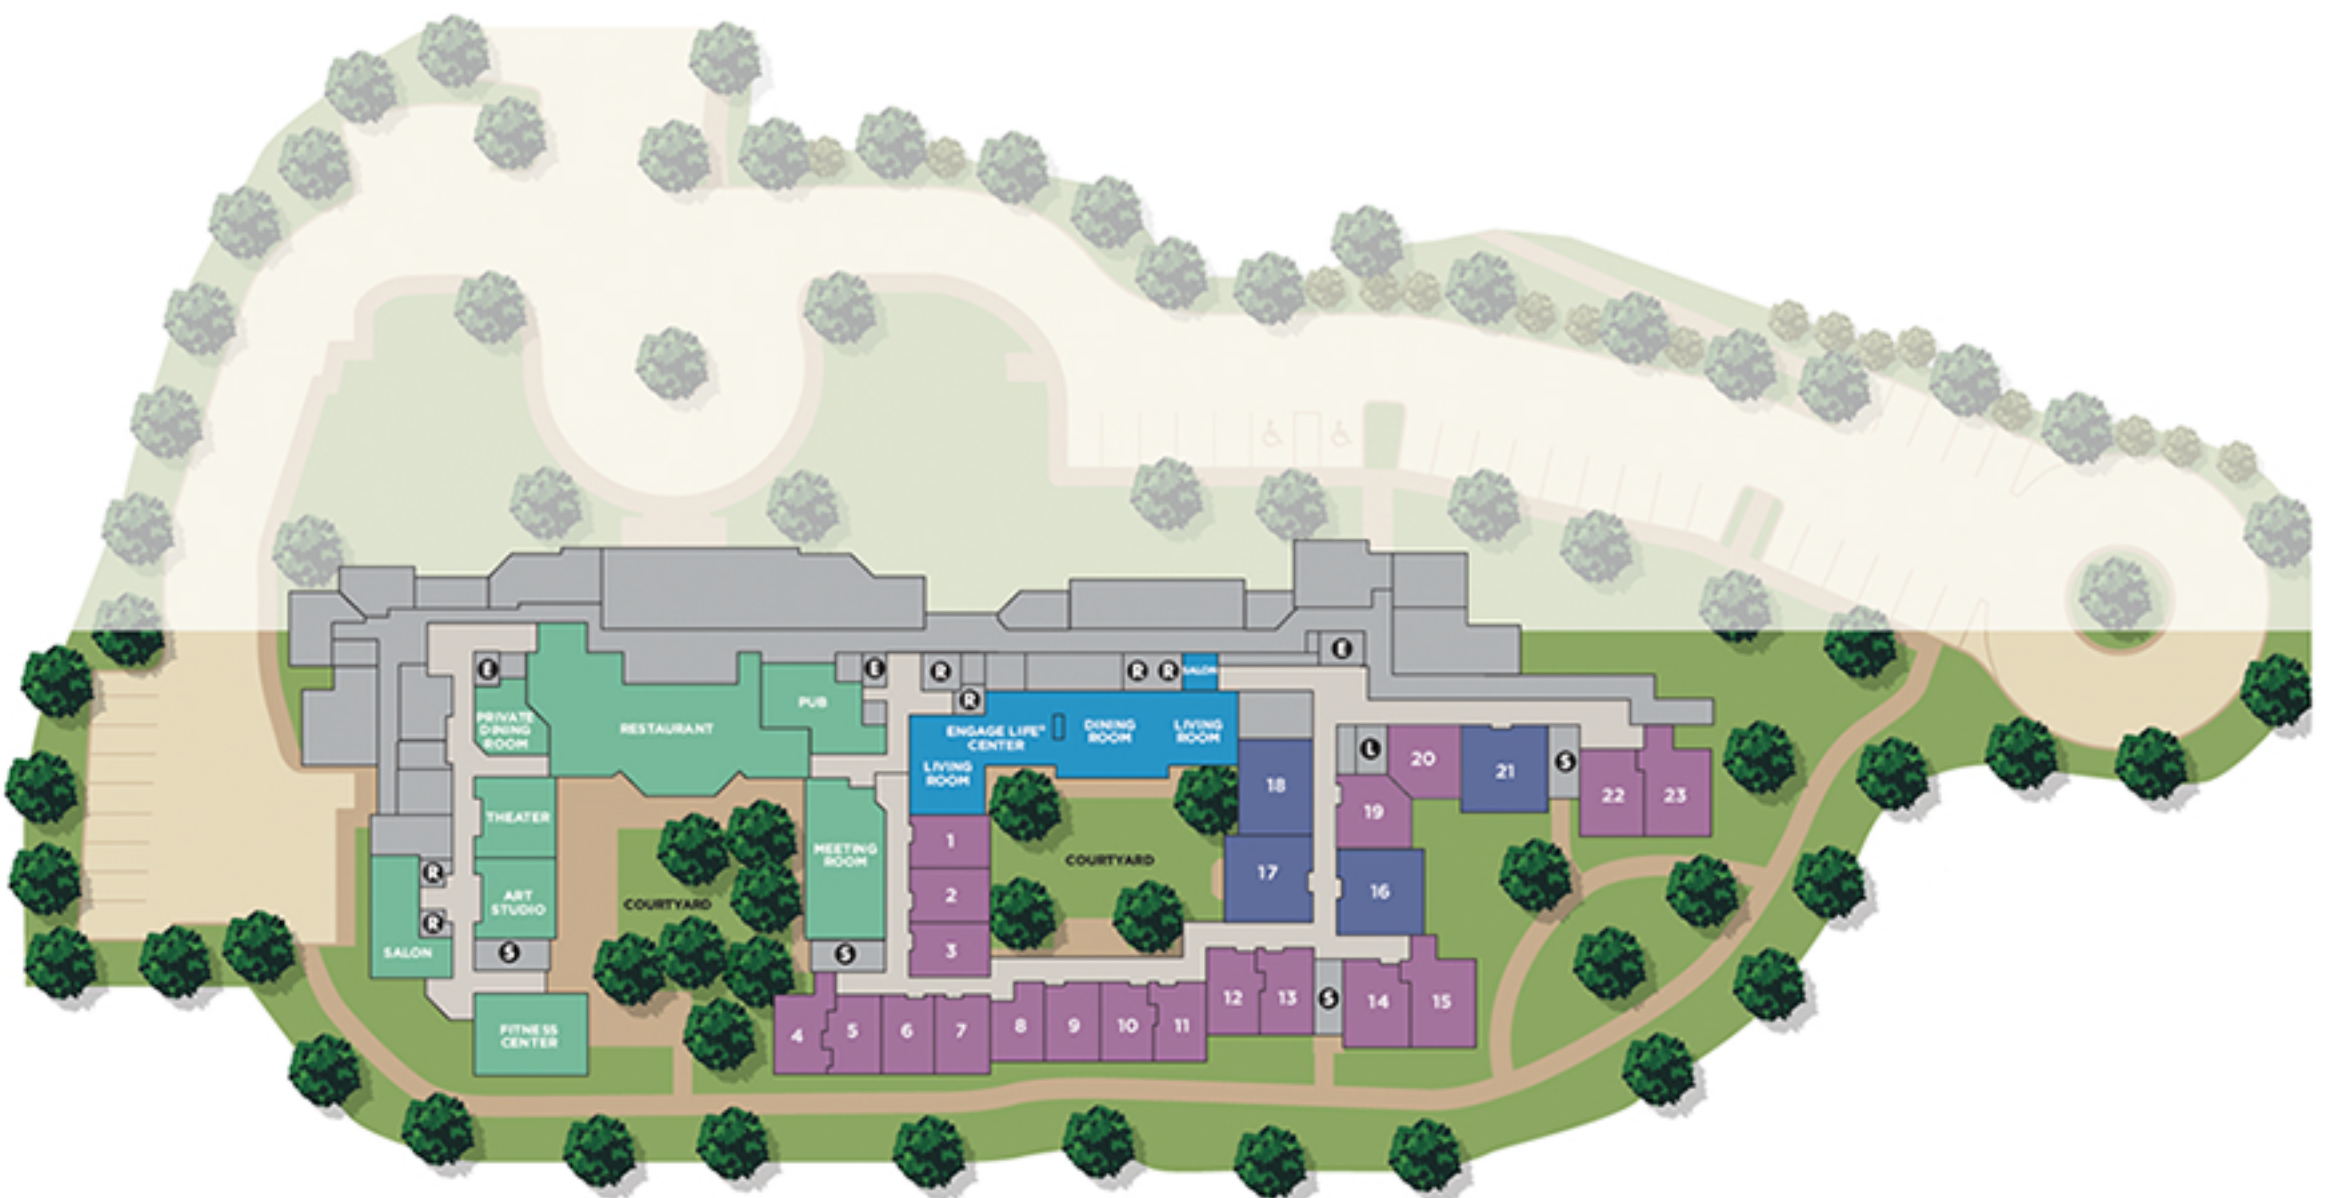 E
E
R
R
R
SALON
E
R
PRIVATE
DINING
ROOM
RESTAURANT
PUB
ENGAGE LIFE®
CENTER
DINING
ROOM
LIVING
ROOM
LIVING
ROOM
L
20
21
S
22
23
18
19
THEATER
MEETING
ROOM
1
COURTYARD
17
16
R
ART
STUDIO
COURTYARD
2
R
SALON
S
S
3
FITNESS
CENTER
4
5
6
7
8
9
10
11
12
13
S
14
15